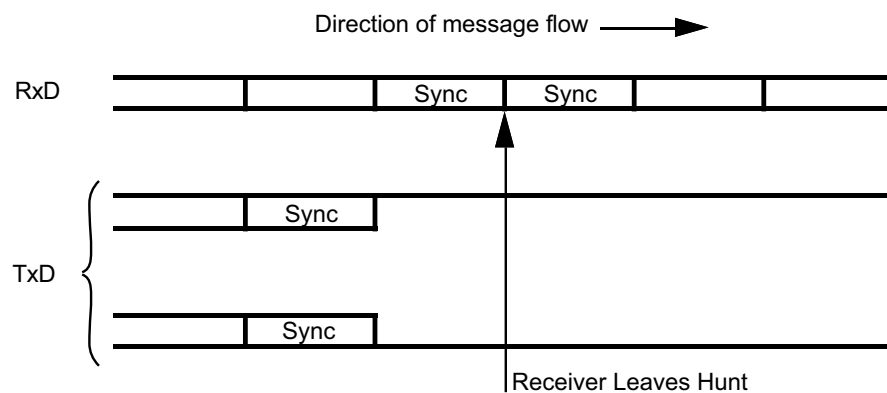 Direction of message flow
RxD
Sync Sync
Sync
TxD
Sync
Receiver Leaves Hunt